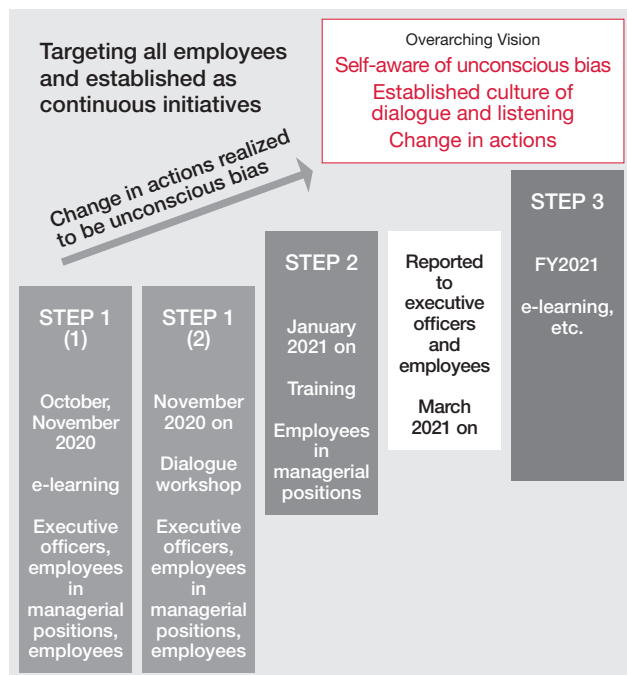 Targeting all employees
and established as
continuous initiatives
Overarching Vision
Self-aware of unconscious bias
Established culture of
dialogue and listening
Change in actions
Change in actions realized
to be unconscious bias
STEP 1
(1)
October,
November
2020
e-learning
Executive
officers,
employees
in
managerial
positions,
employees
STEP 1
(2)
November
2020 on
Dialogue
workshop
Executive
officers,
employees
in
managerial
positions,
employees
STEP 2
January
2021 on
Training
Employees
in
managerial
positions
Reported
to
executive
officers
and
employees
March
2021 on
STEP 3
FY2021
e-learning,
etc.